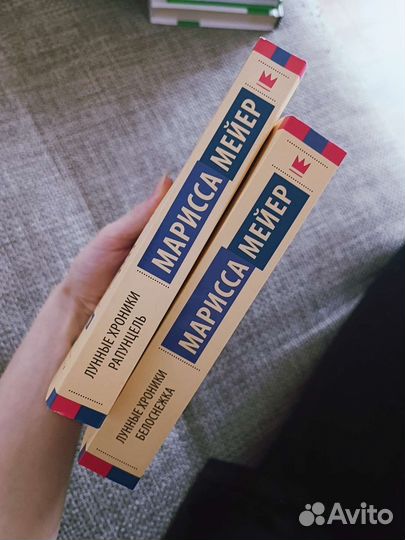 ЛУННЫЕ ХРОНИКИ
РАПУНЦЕЛЬ
МАРИССА
МЕЙЕР
ЛУННЫЕ ХРОНИКИ
БЕЛОСНЕЖКА
МАРИССА
МЕЙЕР
Avito